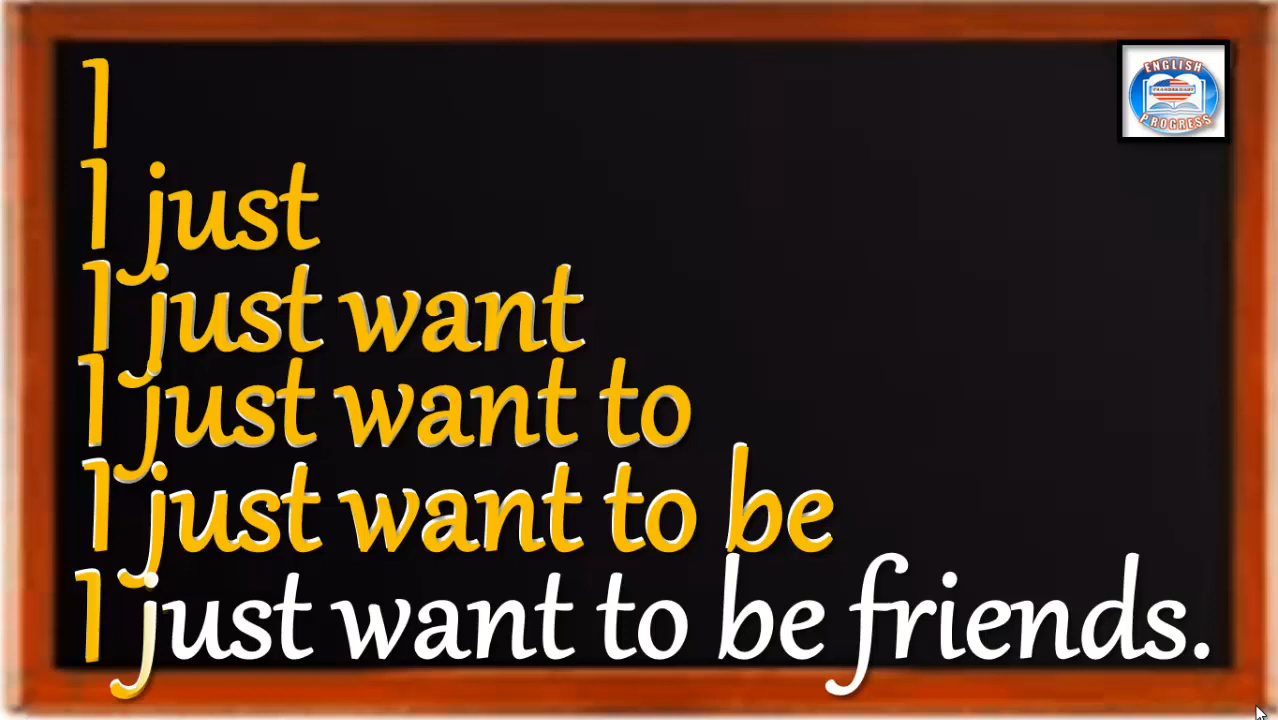 I
I just
I just want
I just want to
I just want to be
I just want to be friends.
ENGLISH
PROGRESS